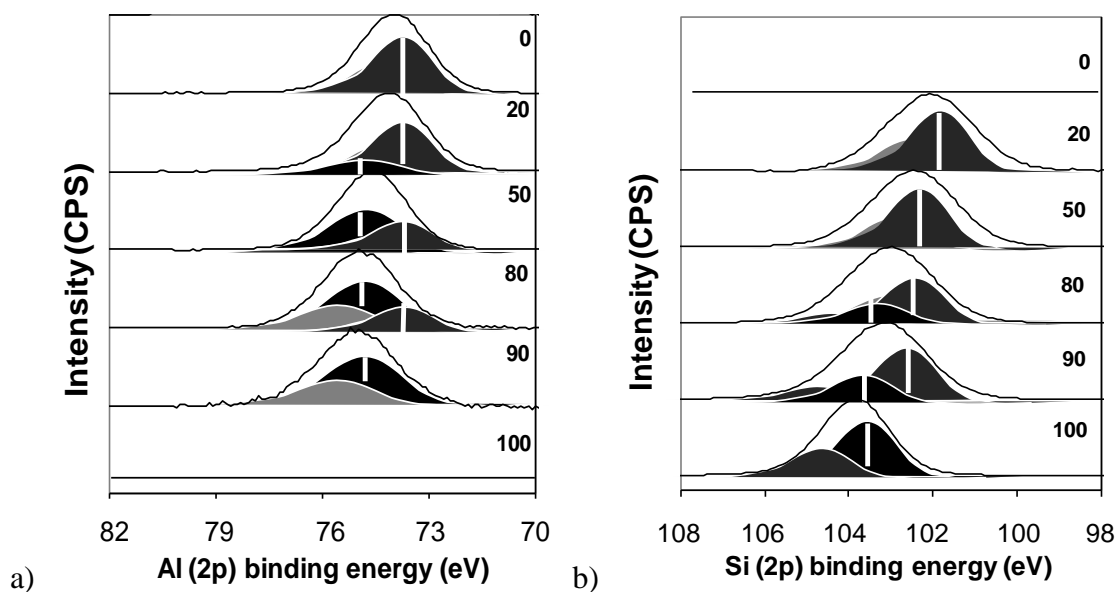 Intensity (CPS)
0
20
50
80
90
100
82 79 76 73 70
a) Al (2p) binding energy (eV)
Intensity (CPS)
0
20
50
80
90
100
108 106 104 102 100 98
b) Si (2p) binding energy (eV)